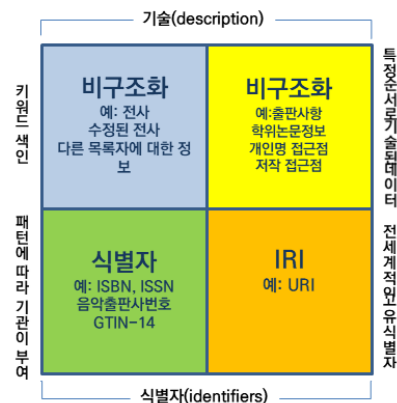 기술(description)
키워드 색인
비구조화
예: 전사
수정된 전사
다른 목록자에 대한 정
보
비구조화
예:출판사항
학위논문정보
개인명 접근점
저작 접근점
특정순서로기술된데이터
패턴에 따라 기관이 부여
식별자
예: ISBN, ISSN
음악출판사번호
GTIN-14
IRI
예: URI
전세계적인고유식별자
식별자(identifiers)